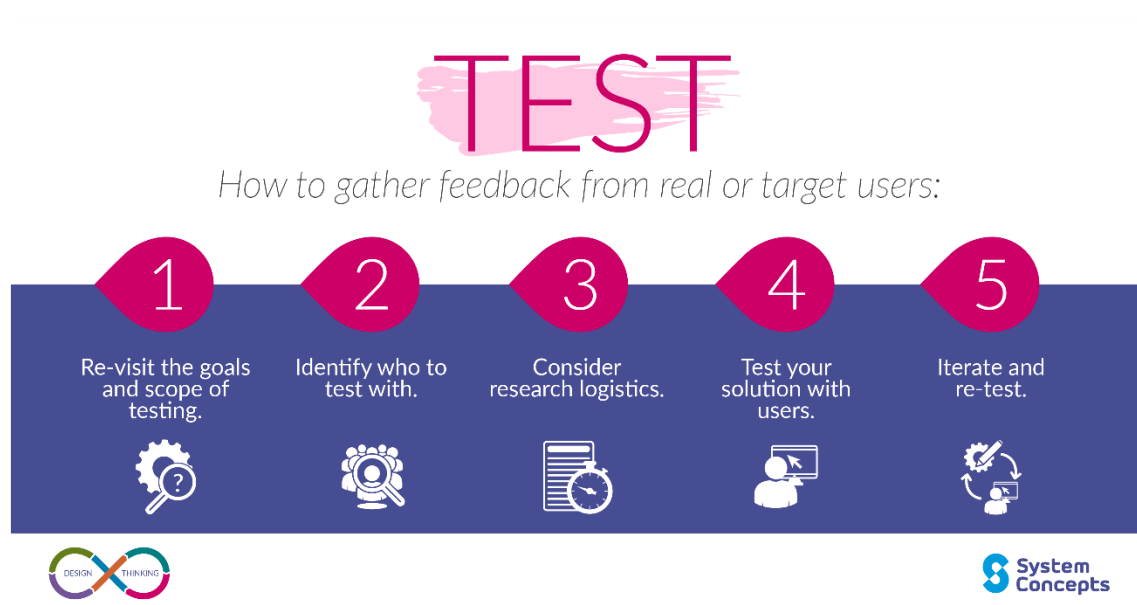 TEST
How to gather feedback from real or target users:
1
Re-visit the goals
and scope of
testing.
?
2
Identify who to
test with.
3
Consider
research logistics.
4
Test your
solution with
users.
5
Iterate and
re-test.
DESIGN THINKING
System
Concepts